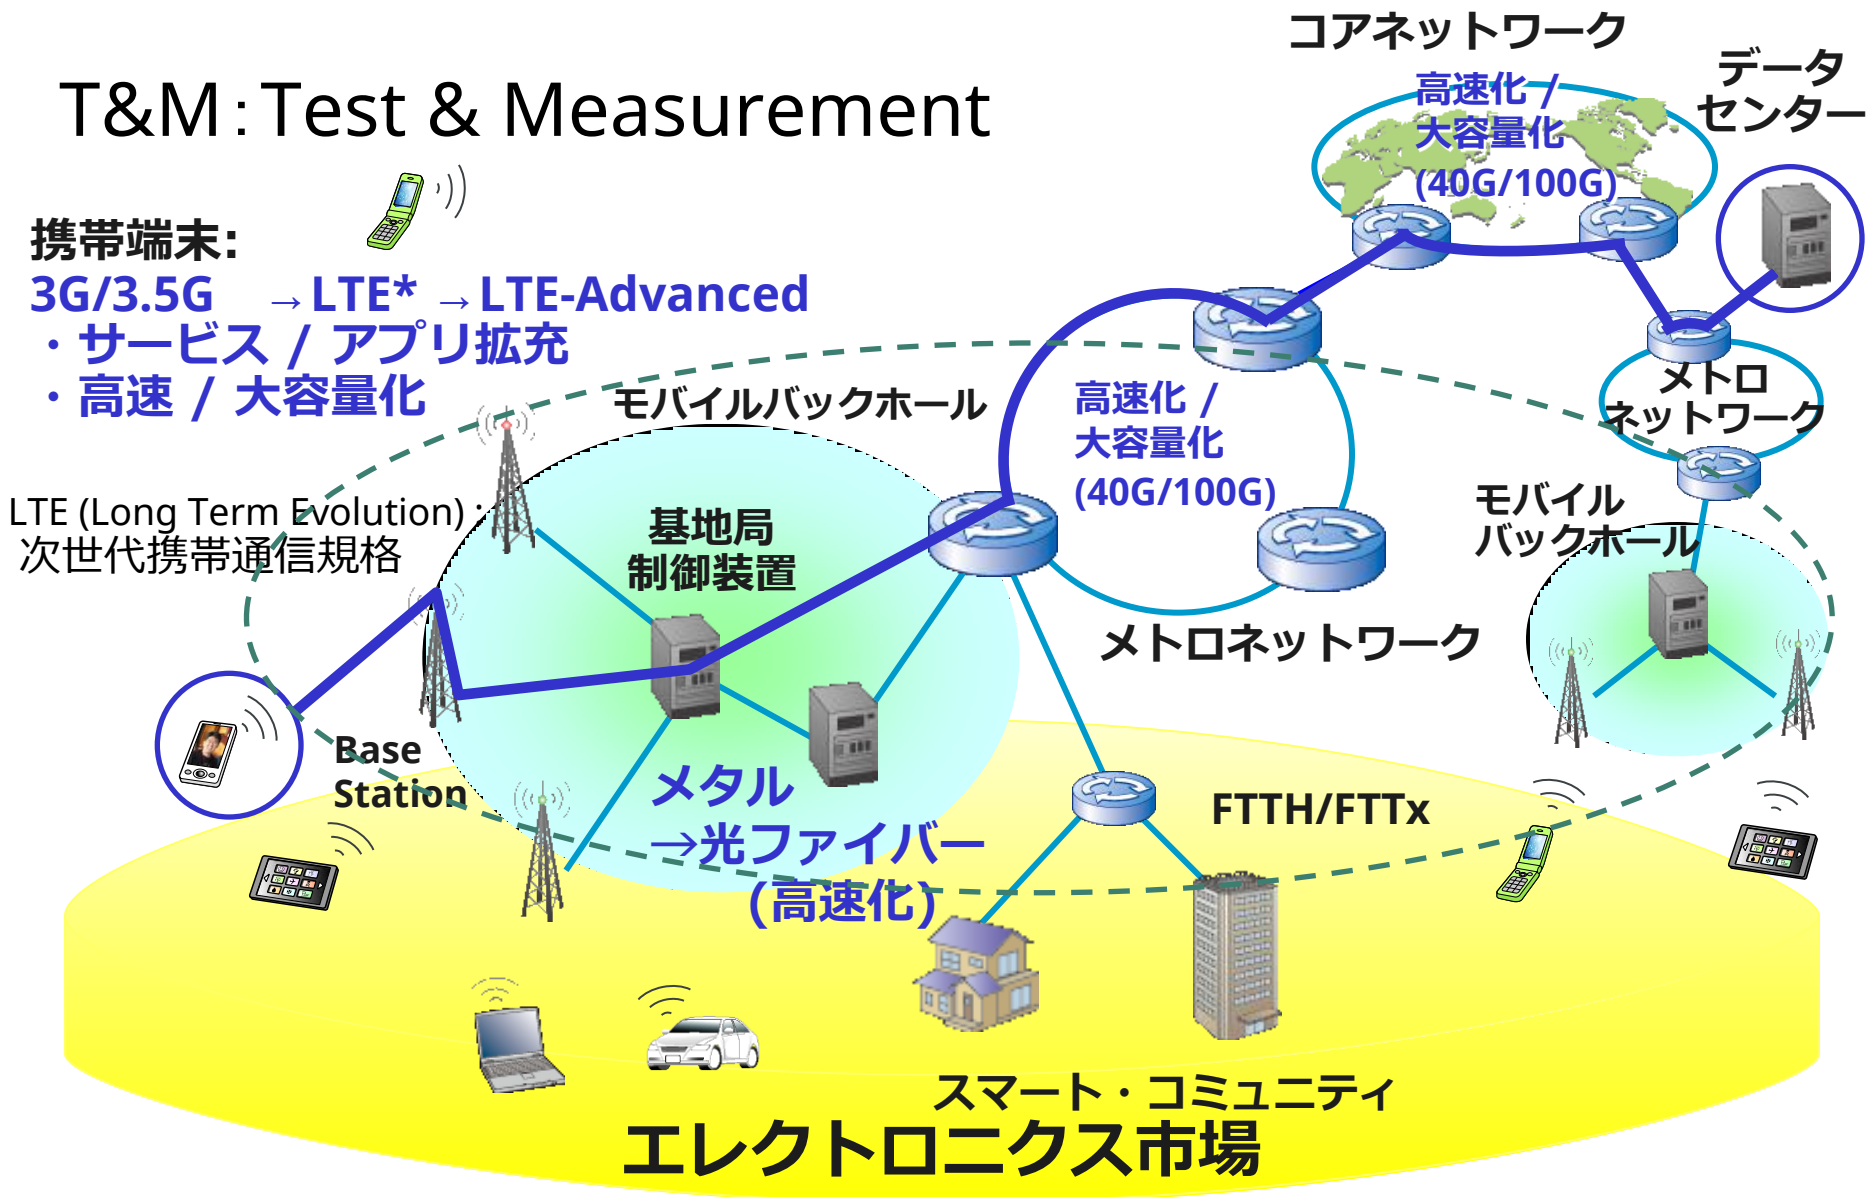 コアネットワーク
データ
センター
T&M：Test & Measurement
高速化 /
大容量化
(40G/100G)
携帯端末:
3G/3.5G　→LTE* →LTE-Advanced
・サービス / アプリ拡充
・高速 / 大容量化
モバイルバックホール
高速化 /
大容量化
(40G/100G)
メトロ
ネットワーク
LTE (Long Term Evolution) :
次世代携帯通信規格
基地局
制御装置
モバイル
バックホール
メトロネットワーク
Base
Station
メタル
→光ファイバー
(高速化)
FTTH/FTTx
スマート・コミュニティ
エレクトロニクス市場